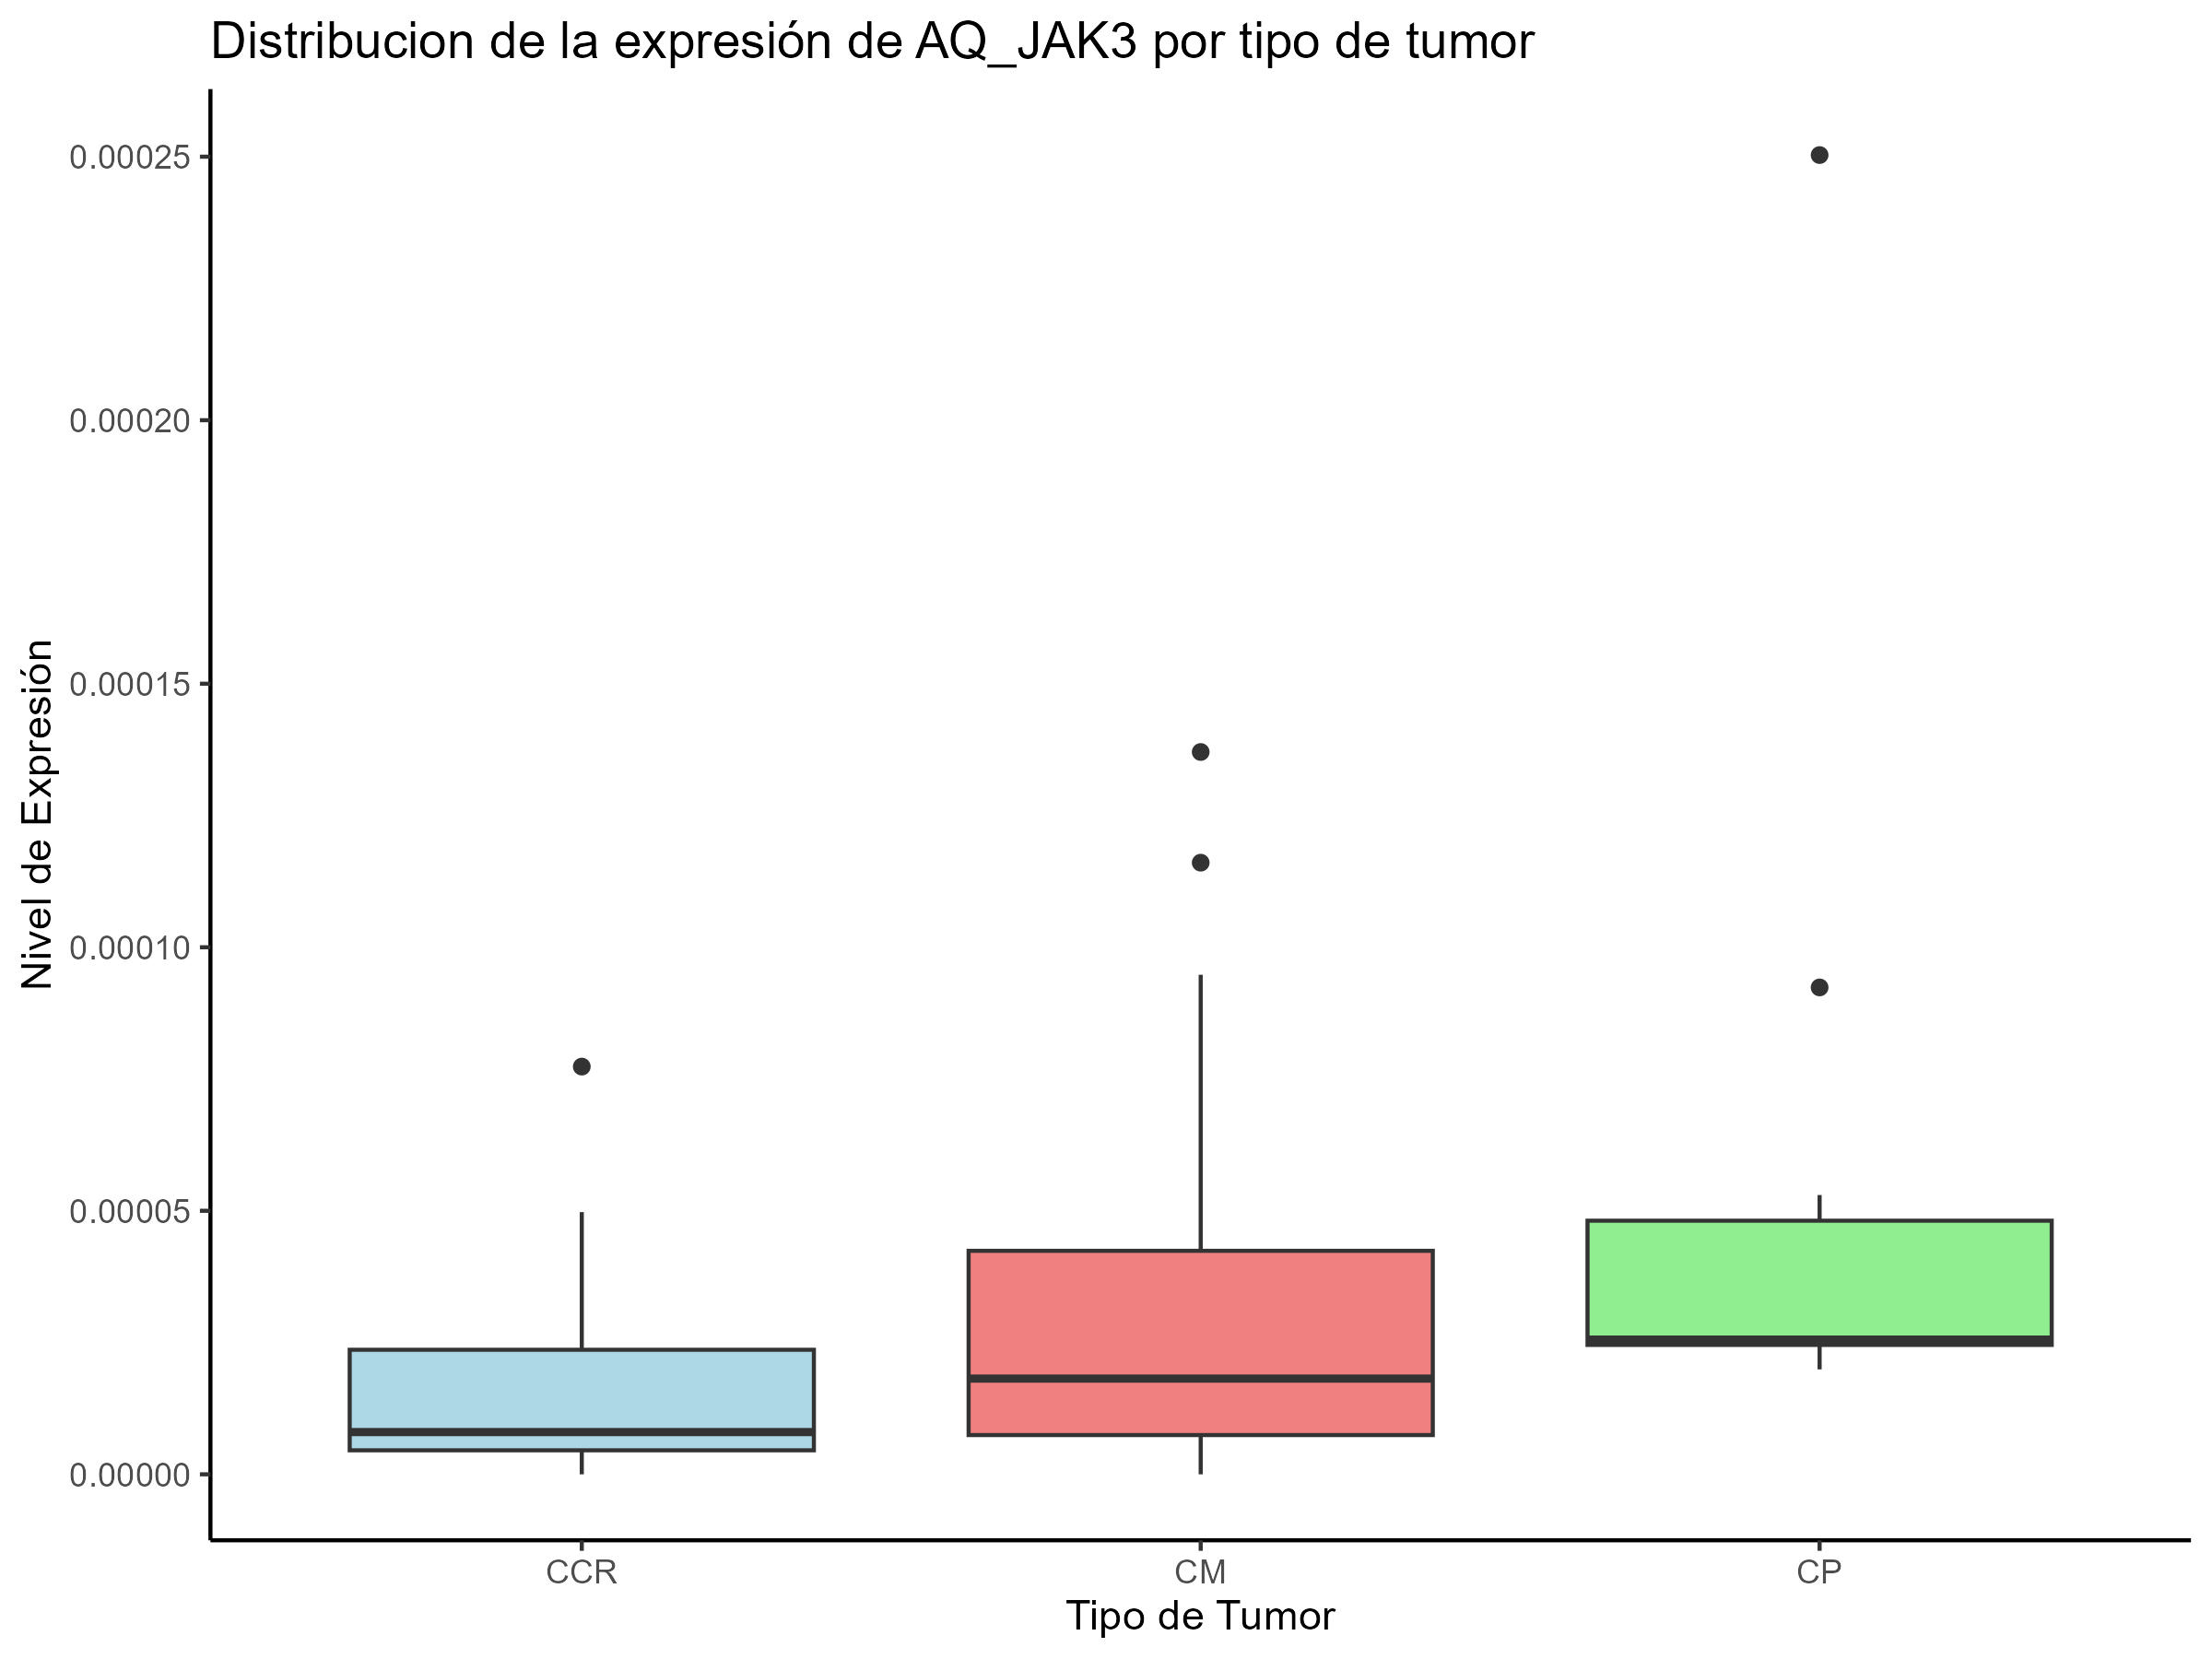 Distribucion de la expresión de AQ_JAK3 por tipo de tumor
Nivel de Expresión
0.00025
0.00020
0.00015
0.00010
0.00005
0.00000
CCR CM CP
Tipo de Tumor